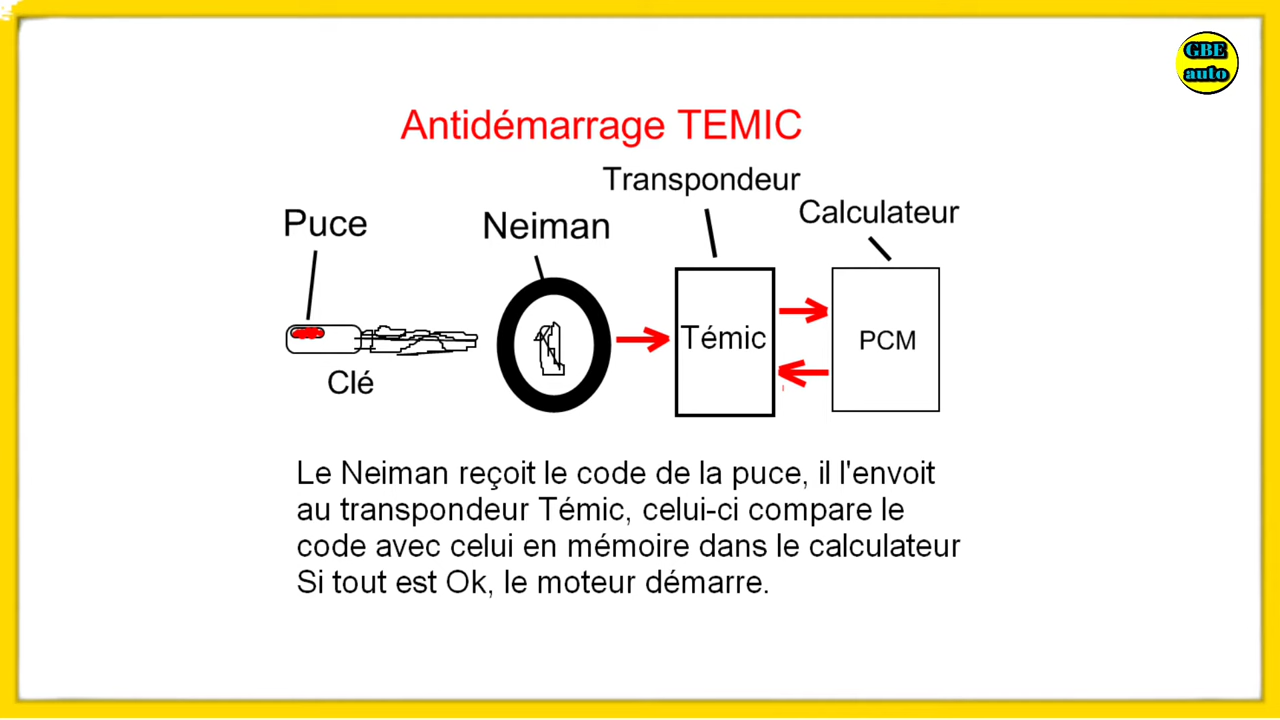 GBE
auto
Antidémarrage TEMIC
Transpondeur
Calculateur
Puce
Neiman
Témic
PCM
Clé
Le Neiman reçoit le code de la puce, il l'envoit
au transpondeur Témic, celui-ci compare le
code avec celui en mémoire dans le calculateur
Si tout est Ok, le moteur démarre.